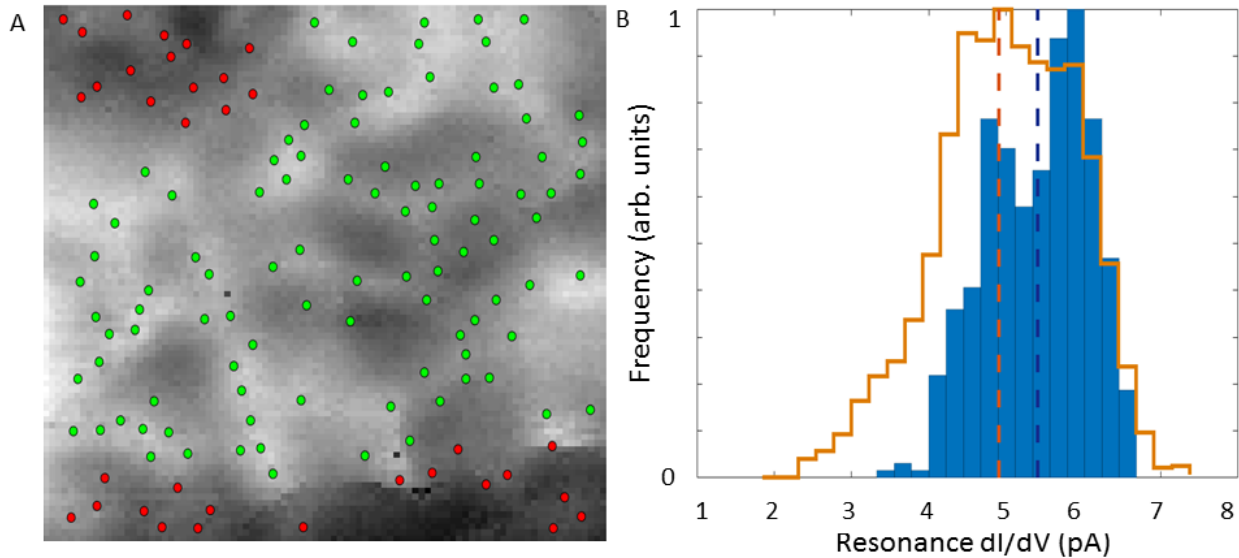 A
B
1
Frequency (arb. units)
0
1 2 3 4 5 6 7 8
Resonance dI/dV (pA)